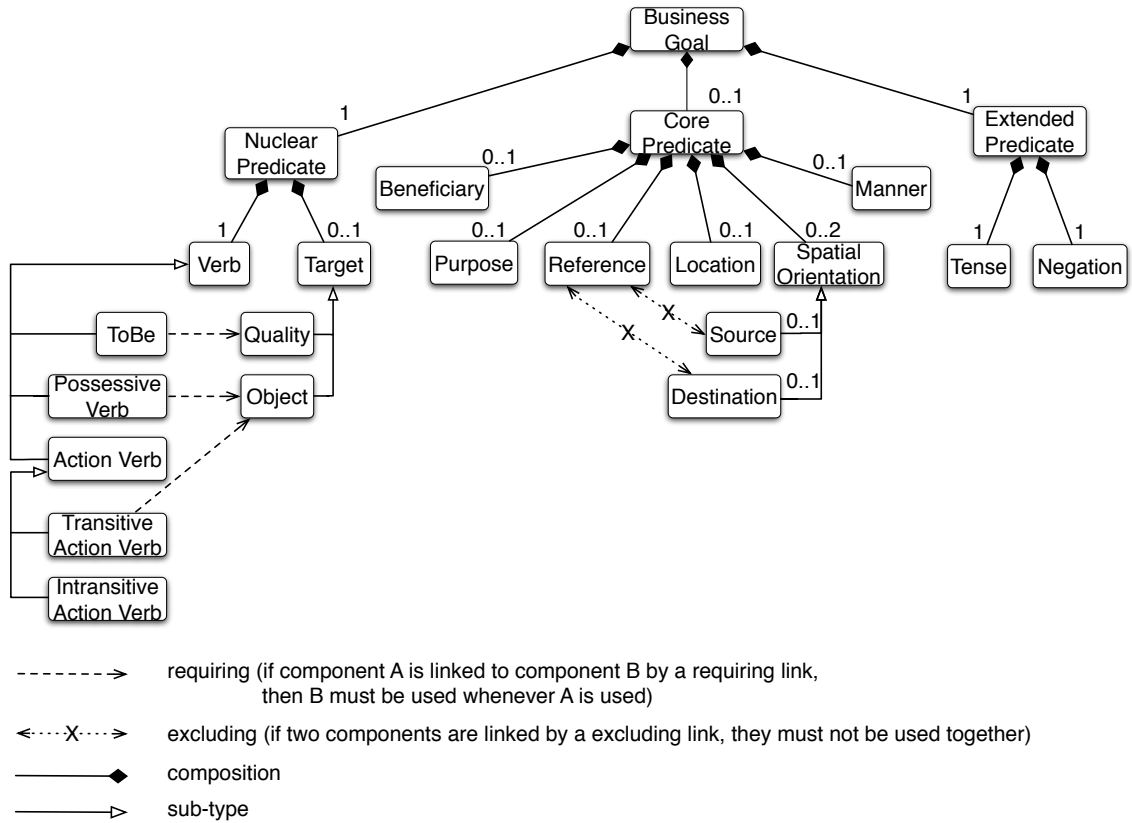 Business
Goal
1
0..1
1
Nuclear
Predicate
Core
Predicate
Extended
Predicate
0..1
0..1
Beneficiary
Manner
1
0..1
0..1
0..1
0..1
0..2
1
1
Verb
Target
Purpose
Reference
Location
Spatial
Orientation
Tense
Negation
ToBe
Quality
X
Source
0..1
X
Possessive
Verb
Object
Destination
0..1
Action Verb
Transitive
Action Verb
Intransitive
Action Verb
requiring (if component A is linked to component B by a requiring link,
then B must be used whenever A is used)
X
excluding (if two components are linked by a excluding link, they must not be used together)
composition
sub-type